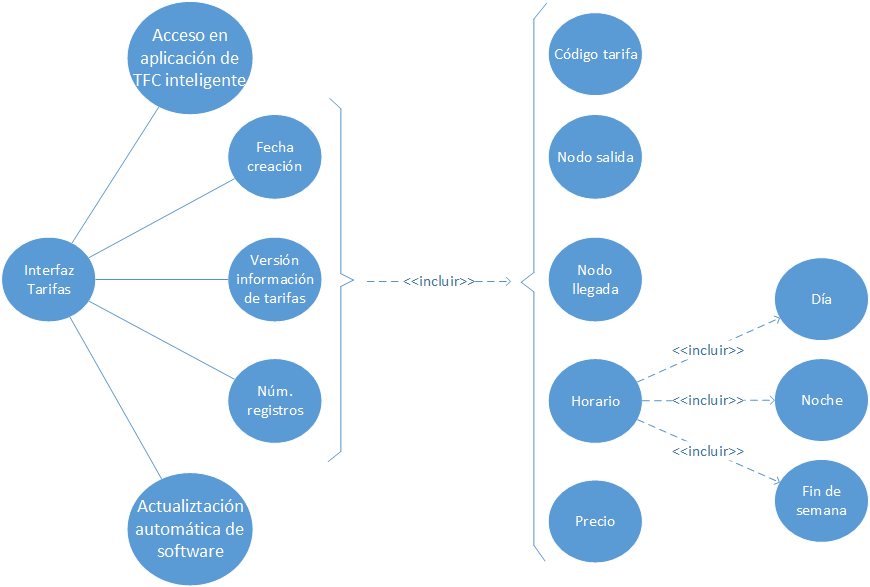 Acceso en
aplicación de
TFC inteligente
Fecha
creación
Interfaz
Tarifas
Versión
información
de tarifas
Núm.
registros
Actualiztación
automática de
software
<<incluir>>
Código tarifa
Nodo salida
Nodo
llegada
Horario
Precio
<<incluir>>
<<incluir>>
<<incluir>>
Día
Noche
Fin de
semana